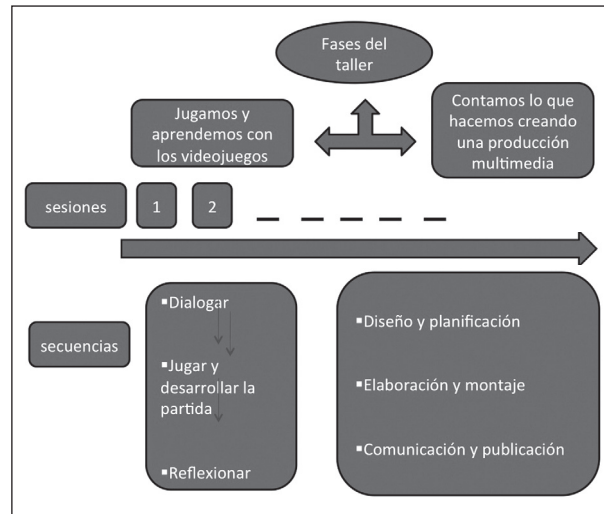 Fases del
taller
Jugamos y
aprendemos con
los videojuegos
Contamos lo que
hacemos creando
una producción
multimedia
sesiones
1
2
secuencias
▪Dialogar
▪Jugar y
desarrollar la
partida
▪Reflexionar
▪Diseño y planificación
▪Elaboración y montaje
▪Comunicación y publicación